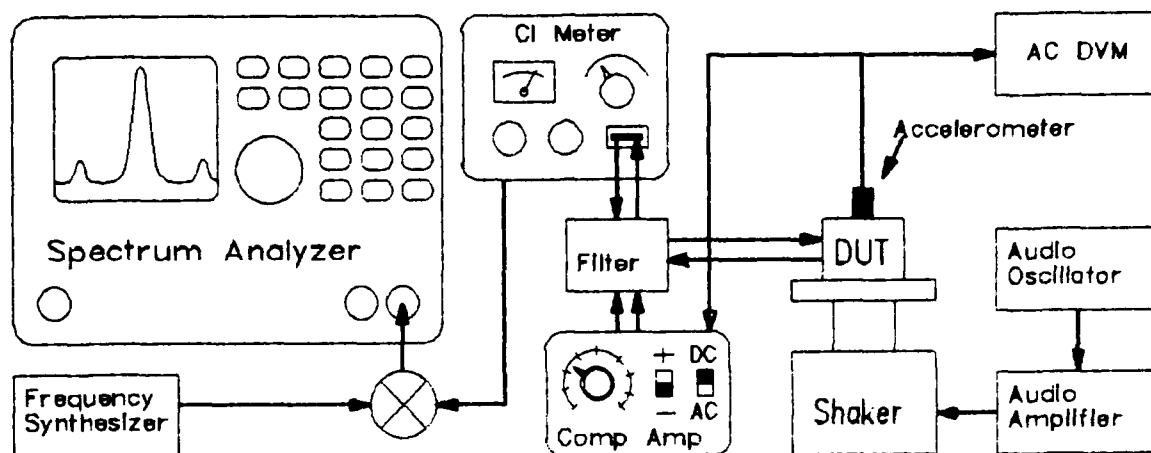 CI Meter
AC DVM
Accelerometer
Spectrum Analyzer
Filter
DUT
Audio
Oscillator
+ DC
- AC
Comp Amp
Frequency
Synthesizer
Shaker
Audio
Amplifier